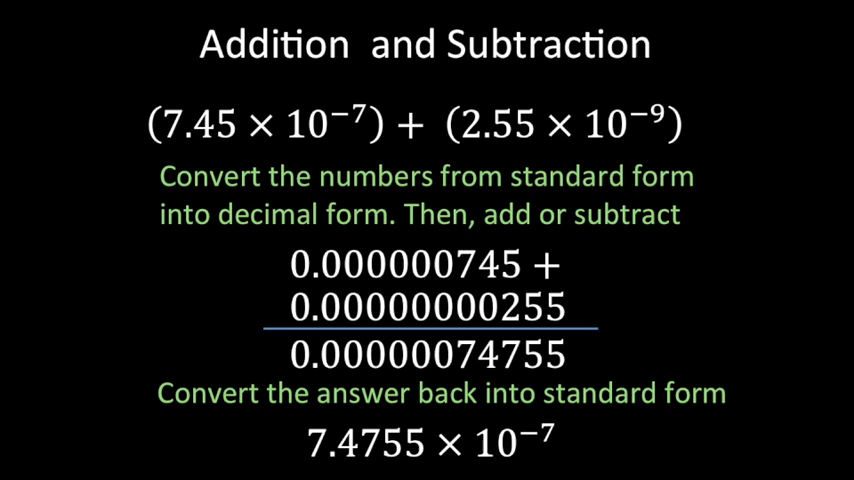 Addition and Subtraction
(7.45 × 10⁻⁷) + (2.55 × 10⁻⁹)
Convert the numbers from standard form
into decimal form. Then, add or subtract
0.000000745 +
0.00000000255
0.00000074755
Convert the answer back into standard form
7.4755 × 10⁻⁷